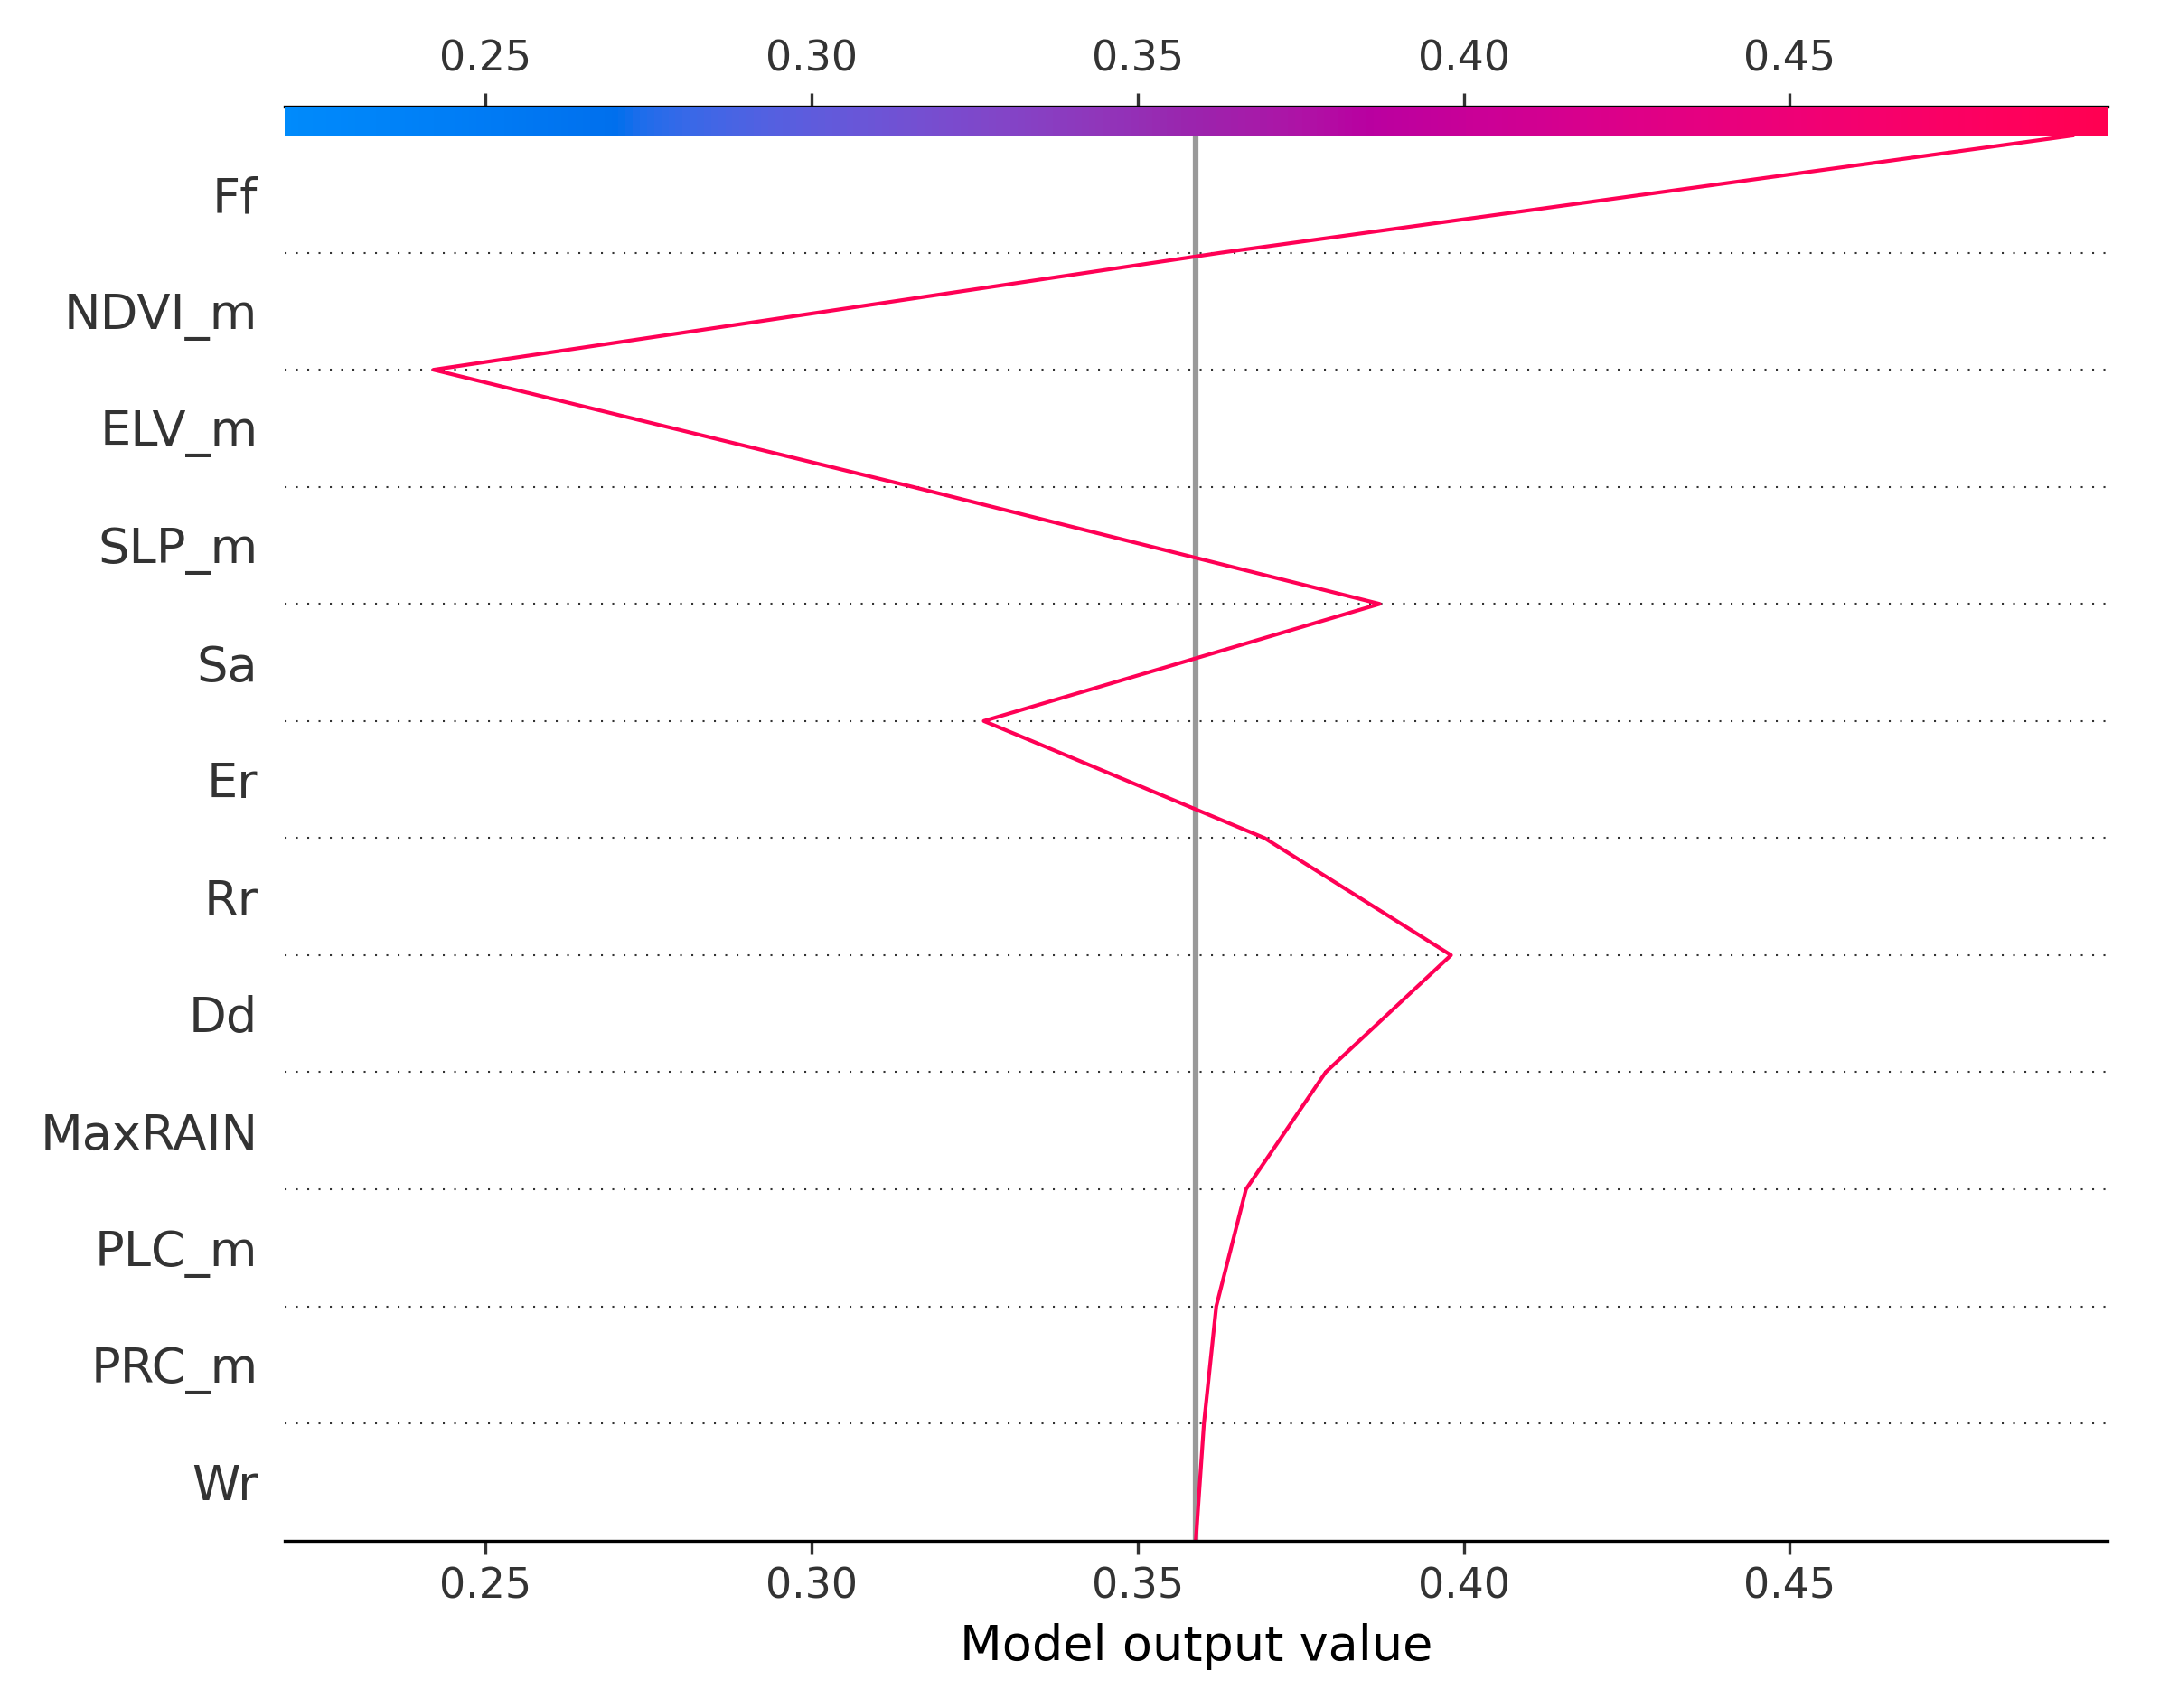 0.25 0.30 0.35 0.40 0.45
Ff
NDVI_m
ELV_m
SLP_m
Sa
Er
Rr
Dd
MaxRAIN
PLC_m
PRC_m
Wr
0.25 0.30 0.35 0.40 0.45
Model output value